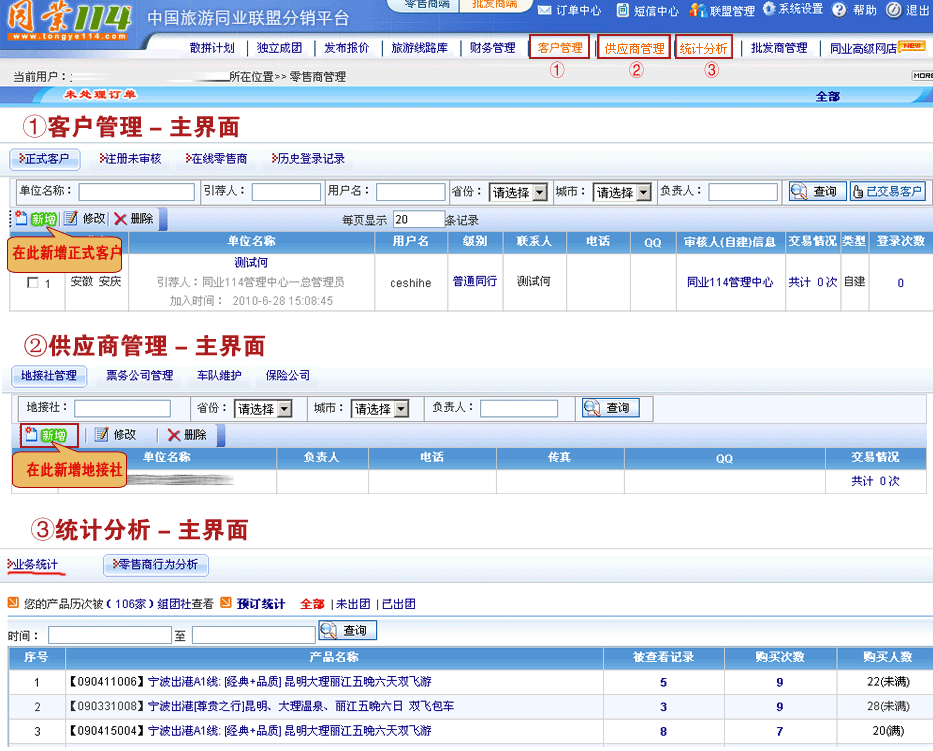 零售商端 批发商端
同业114 中国旅游同业联盟分销平台 订单中心 短信中心 联盟管理 系统设置 帮助 退出
www.tongye114.com
散拼计划 独立成团 发布报价 旅游线路库 财务管理 客户管理 供应商管理 统计分析 批发商管理 同业高级网店 NEW
① ② ③
当前用户: 所在位置>> 零售商管理 MORE
未处理订单 全部
①客户管理 – 主界面
正式客户 注册未审核 在线零售商 历史登录记录
单位名称: 引荐人: 用户名: 省份: 请选择 城市: 请选择 负责人: 查询 已交易客户
新增 修改 删除 每页显示 20 条记录
在此新增正式客户
单位名称 用户名 级别 联系人 电话 QQ 审核人(自建)信息 交易情况 类型 登录次数
1 安徽 安庆 测试何 ceshihe 普通同行 测试何 同业114管理中心 共计 0次 自建 0
引荐人:同业114管理中心—总管理员
加入时间: 2010-6-28 15:08:45
②供应商管理 – 主界面
地接社管理 票务公司管理 车队维护 保险公司
地接社: 省份: 请选择 城市: 请选择 负责人: 查询
新增 修改 删除
在此新增地接社
单位名称 负责人 电话 传真 QQ 交易情况
共计 0次
③统计分析 – 主界面
业务统计 零售商行为分析
您的产品历次被(106家)组团社查看 预订统计 全部 |未出团 |已出团
时间: 至 查询
序号 产品名称 被查看记录 购买次数 购买人数
1 【090411006】宁波出港A1线: [经典+品质] 昆明大理丽江五晚六天双飞游 5 9 22(未满)
2 【090331008】宁波出港[尊贵之行]昆明、大理温泉、丽江五晚六日 双飞包车 3 9 28(未满)
3 【090415004】宁波出港A1线: [经典+品质] 昆明大理丽江五晚六天双飞游 8 7 20(满)